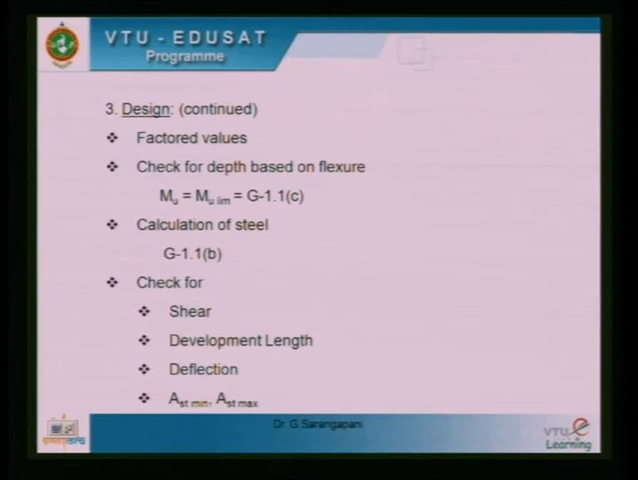 VTU - EDUSAT
Programme
3. Design: (continued)
❖ Factored values
❖ Check for depth based on flexure
Mu = Mu lim = G-1.1(c)
❖ Calculation of steel
G-1.1(b)
❖ Check for
❖ Shear
❖ Development Length
❖ Deflection
❖ Ast min, Ast max
Dr G Sarangapani
VTU e
Learning